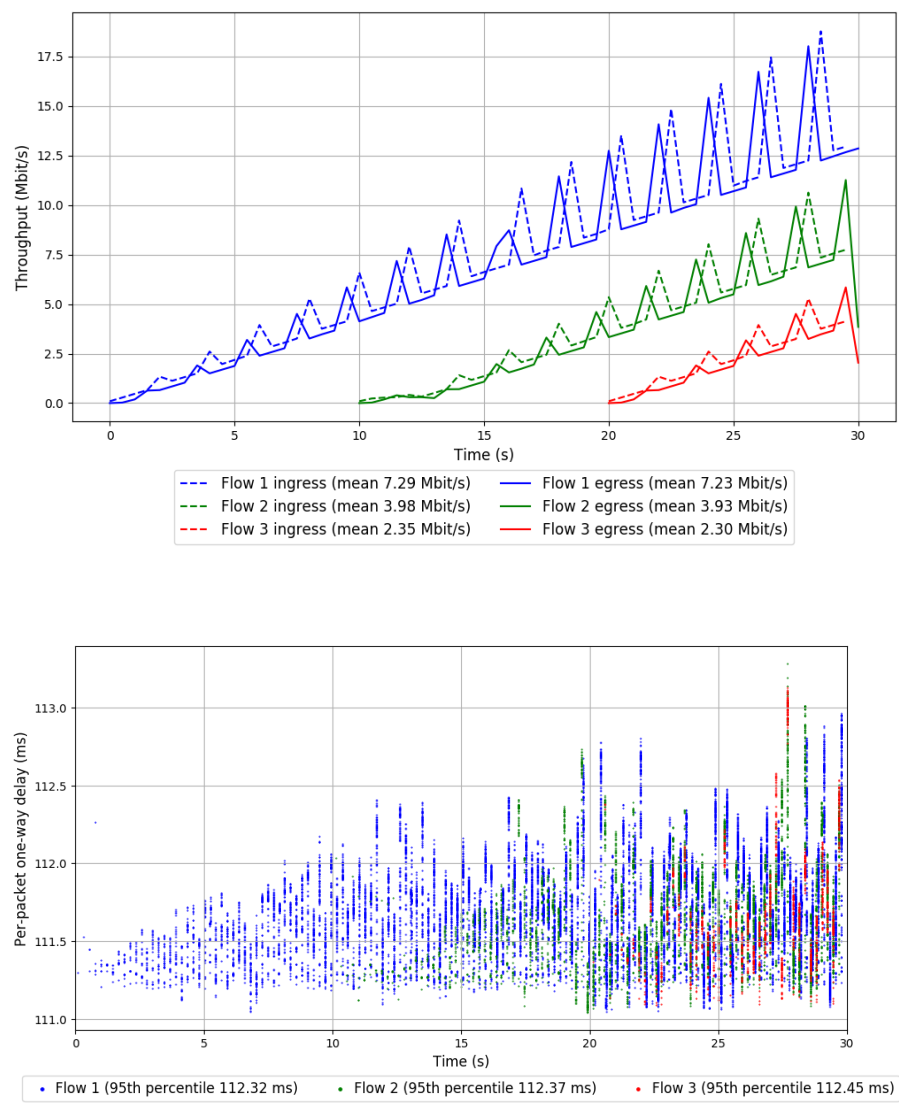 17.5
15.0
12.5
10.0
7.5
5.0
2.5
0.0
Throughput (Mbit/s)
0 5 10 15 20 25 30
Time (s)
Flow 1 ingress (mean 7.29 Mbit/s) Flow 1 egress (mean 7.23 Mbit/s)
Flow 2 ingress (mean 3.98 Mbit/s) Flow 2 egress (mean 3.93 Mbit/s)
Flow 3 ingress (mean 2.35 Mbit/s) Flow 3 egress (mean 2.30 Mbit/s)
113.0
112.5
112.0
111.5
111.0
Per-packet one-way delay (ms)
0 5 10 15 20 25 30
Time (s)
Flow 1 (95th percentile 112.32 ms) Flow 2 (95th percentile 112.37 ms) Flow 3 (95th percentile 112.45 ms)